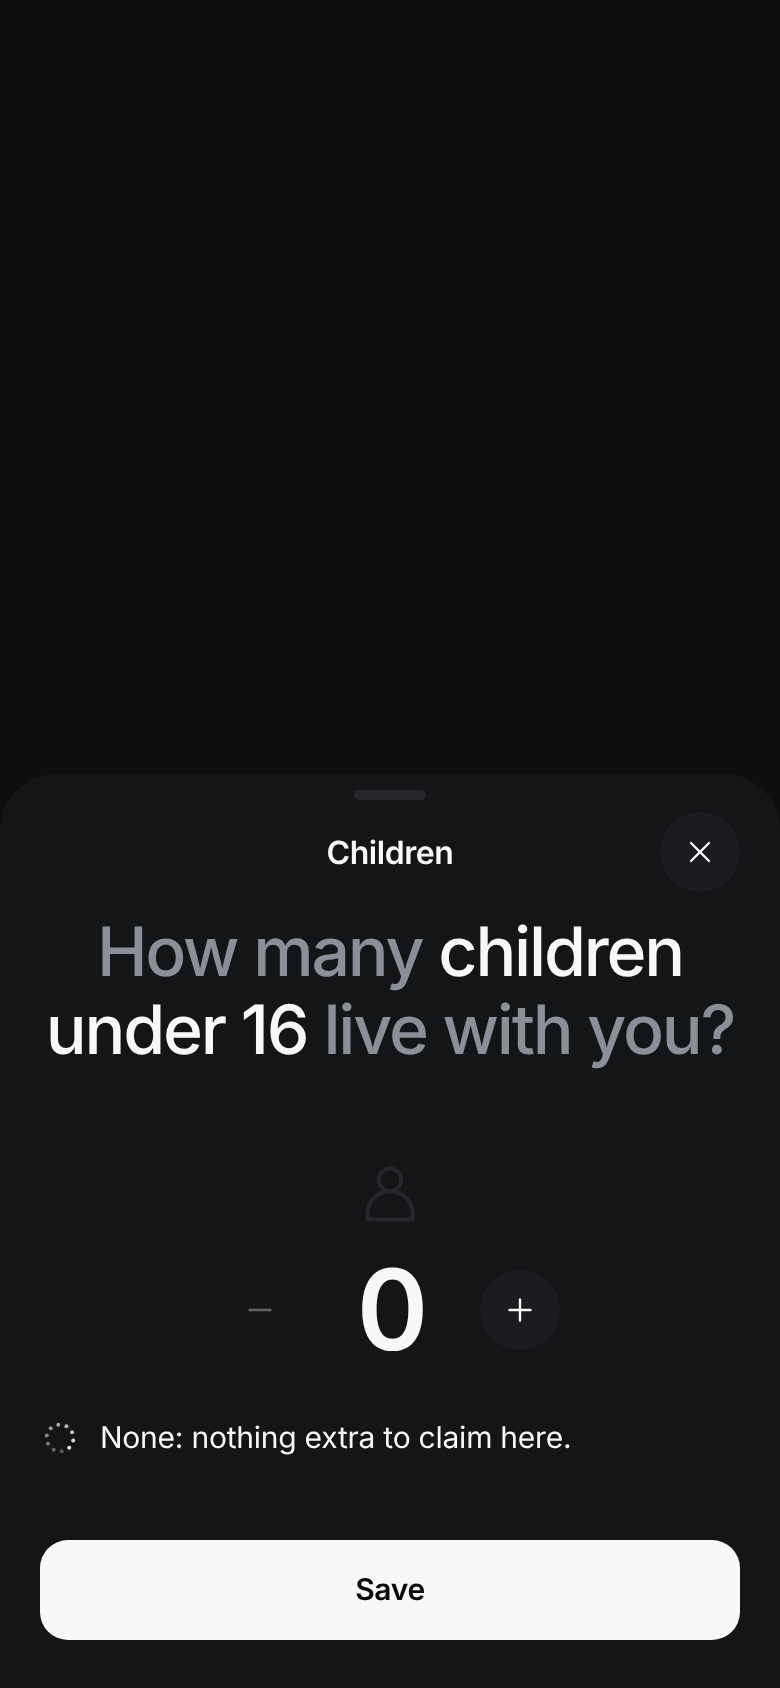 Children
How many children
under 16 live with you?
0
None: nothing extra to claim here.
Save